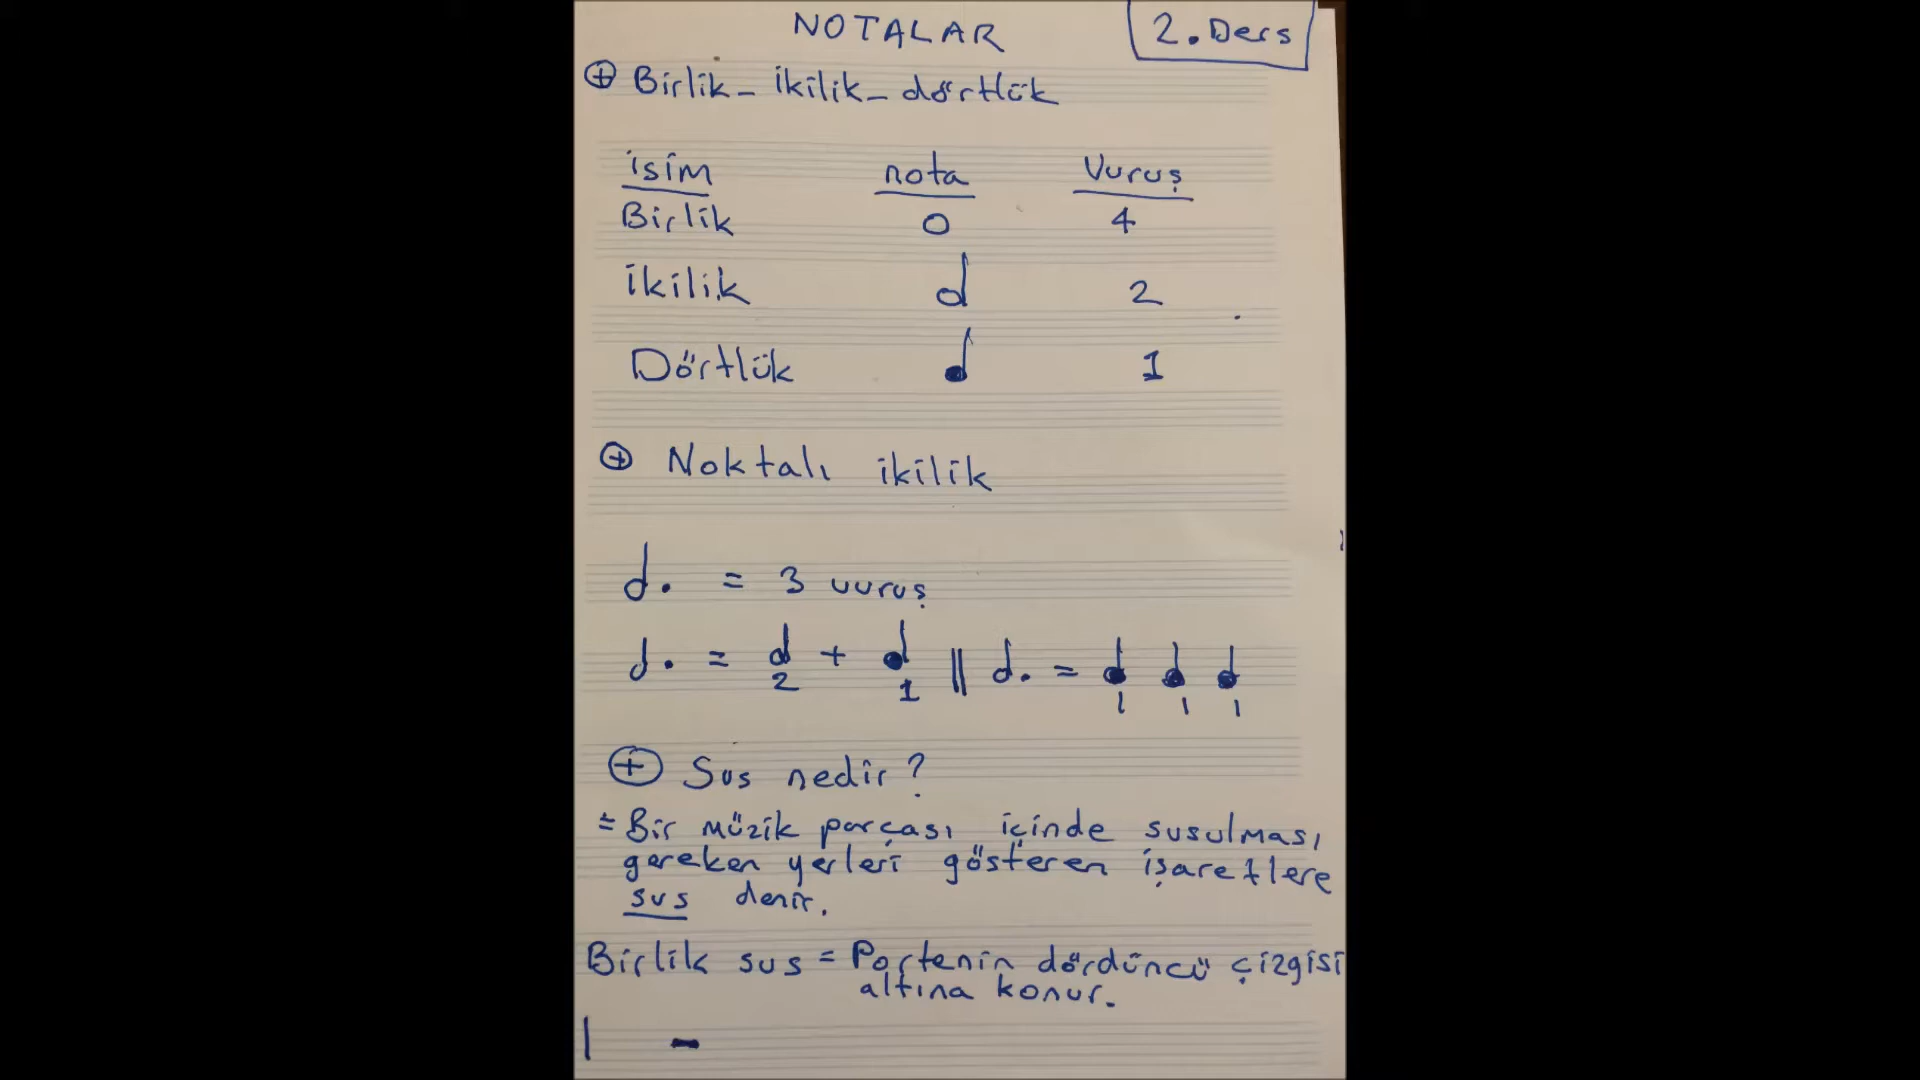 NOTALAR
2. Ders
+ Birlik - ikilik - dörtlük
isim nota Vuruş
Birlik 𝅝 4
ikilik 𝅗𝅥 2
Dörtlük 𝅘𝅥 1
+ Noktalı ikilik
𝅗𝅥. = 3 vuruş
𝅗𝅥. = 𝅗𝅥 + 𝅘𝅥 || 𝅗𝅥. = 𝅘𝅥 𝅘𝅥 𝅘𝅥
2 1 1 1 1
+ Sus nedir?
= Bir müzik parçası içinde susulması
gereken yerleri gösteren işaretlere
sus denir.
Birlik sus = Portenin dördüncü çizgisi
altına konur.